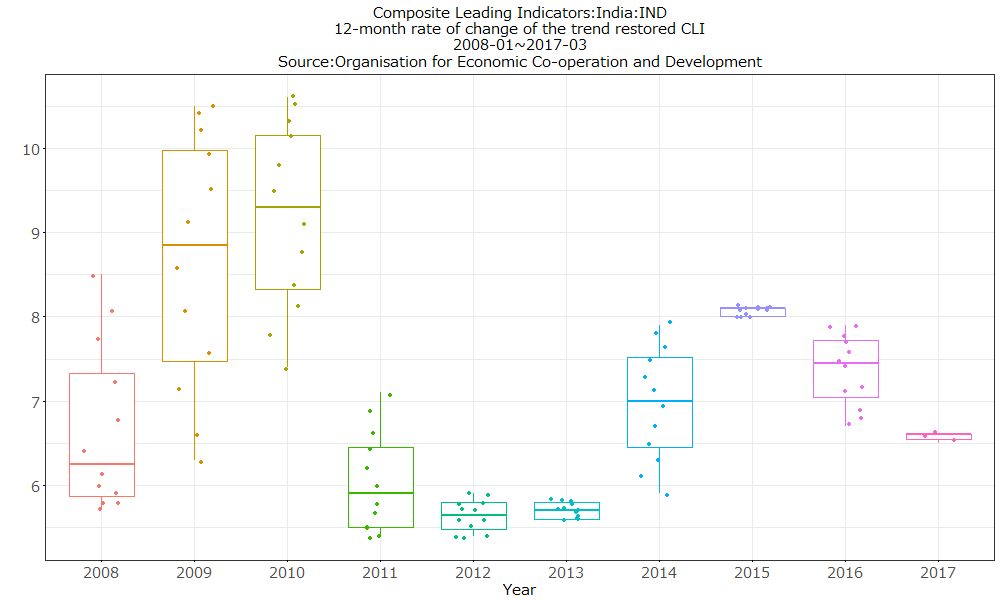 Composite Leading Indicators:India:IND
12-month rate of change of the trend restored CLI
2008-01~2017-03
Source:Organisation for Economic Co-operation and Development
10
9
8
7
6
2008 2009 2010 2011 2012 2013 2014 2015 2016 2017
Year